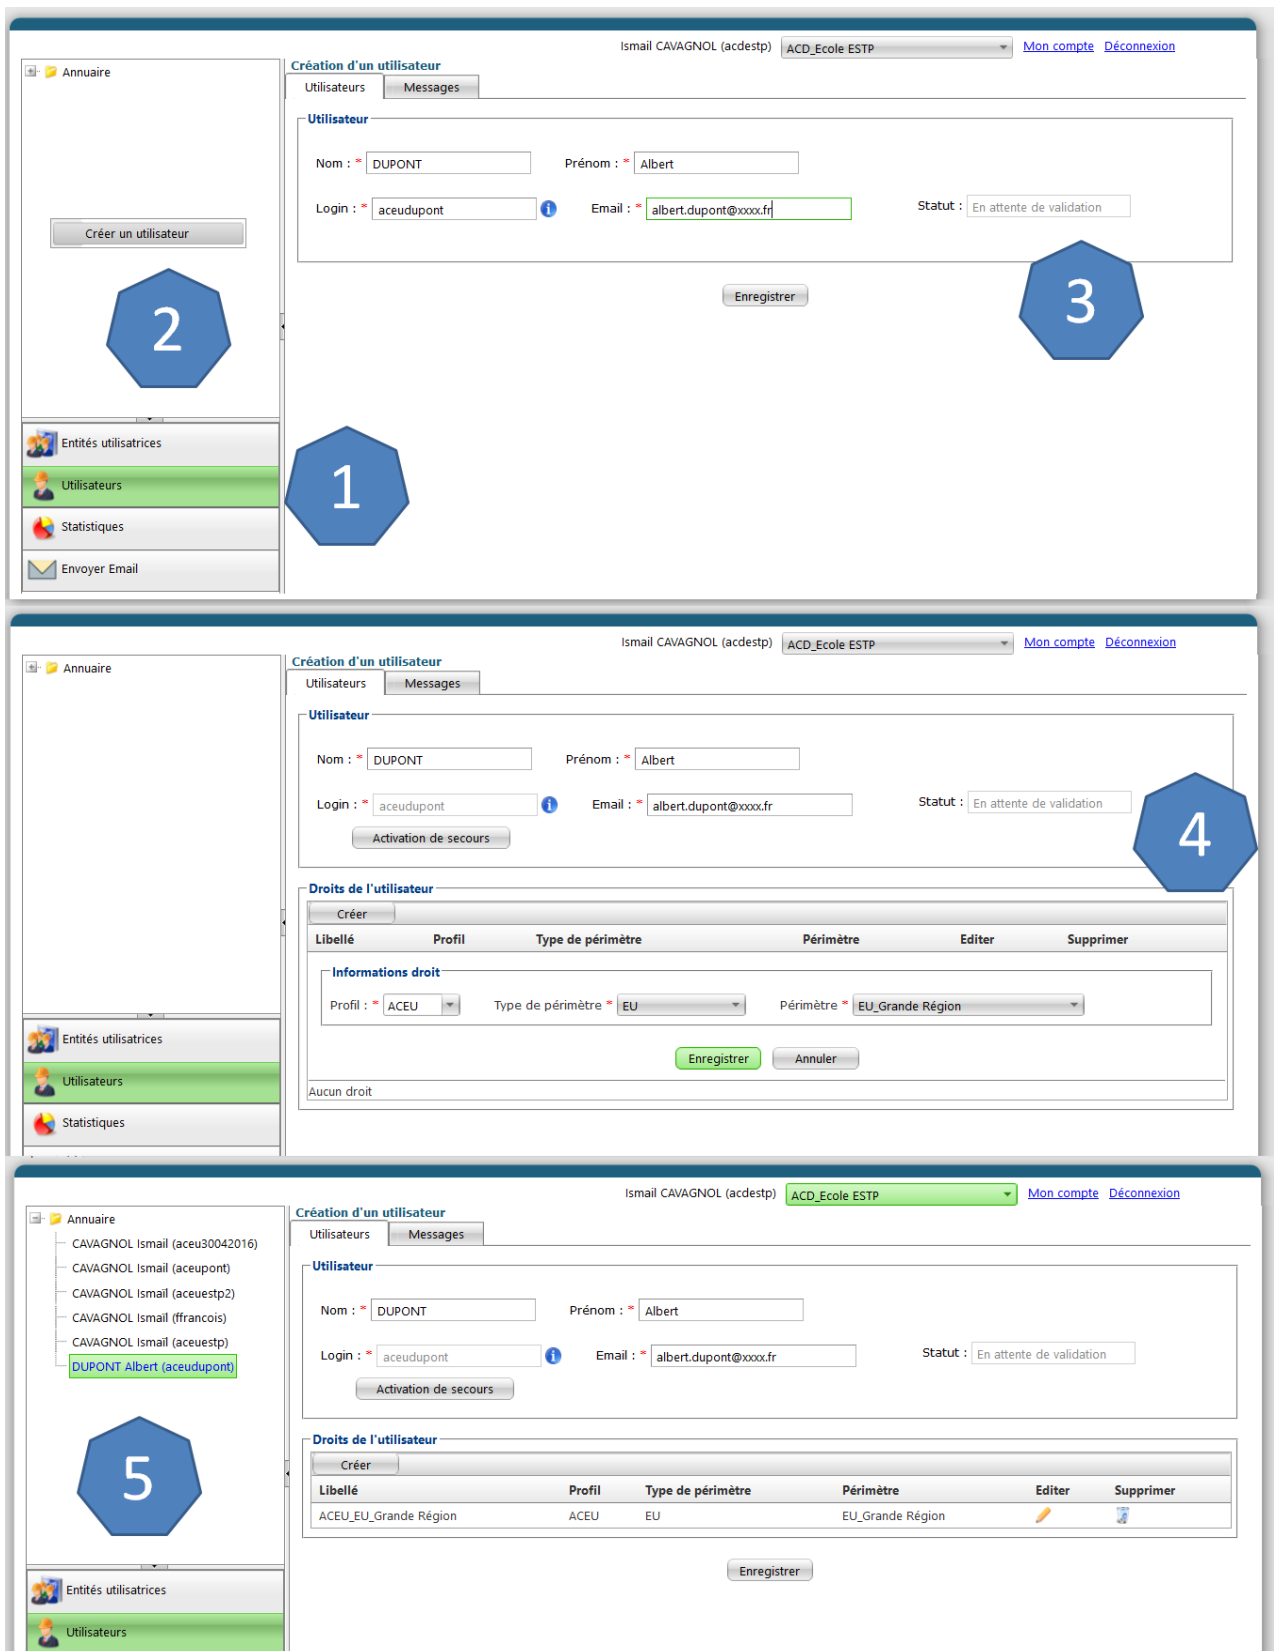 Ismail CAVAGNOL (acdestp) ACD_Ecole ESTP Mon compte Déconnexion
Annuaire
Création d'un utilisateur
Utilisateurs Messages
Utilisateur
Nom : * DUPONT Prénom : * Albert
Login : * aceudupont Email : * albert.dupont@xxxx.fr Statut : En attente de validation
Créer un utilisateur
Enregistrer
2
3
Entités utilisatrices
Utilisateurs
1
Statistiques
Envoyer Email
Ismail CAVAGNOL (acdestp) ACD_Ecole ESTP Mon compte Déconnexion
Annuaire
Création d'un utilisateur
Utilisateurs Messages
Utilisateur
Nom : * DUPONT Prénom : * Albert
Login : * aceudupont Email : * albert.dupont@xxxx.fr Statut : En attente de validation
Activation de secours
4
Droits de l'utilisateur
Créer
Libellé Profil Type de périmètre Périmètre Editer Supprimer
Informations droit
Profil : * ACEU Type de périmètre * EU Périmètre * EU_Grande Région
Enregistrer Annuler
Aucun droit
Entités utilisatrices
Utilisateurs
Statistiques
Ismail CAVAGNOL (acdestp) ACD_Ecole ESTP Mon compte Déconnexion
Annuaire
CAVAGNOL Ismail (aceu30042016)
CAVAGNOL Ismail (aceupont)
CAVAGNOL Ismaïl (aceuestp2)
CAVAGNOL Ismaïl (ffrancois)
CAVAGNOL Ismaïl (aceuestp)
DUPONT Albert (aceudupont)
5
Création d'un utilisateur
Utilisateurs Messages
Utilisateur
Nom : * DUPONT Prénom : * Albert
Login : * aceudupont Email : * albert.dupont@xxxx.fr Statut : En attente de validation
Activation de secours
Droits de l'utilisateur
Créer
Libellé Profil Type de périmètre Périmètre Editer Supprimer
ACEU_EU_Grande Région ACEU EU EU_Grande Région
Enregistrer
Entités utilisatrices
Utilisateurs